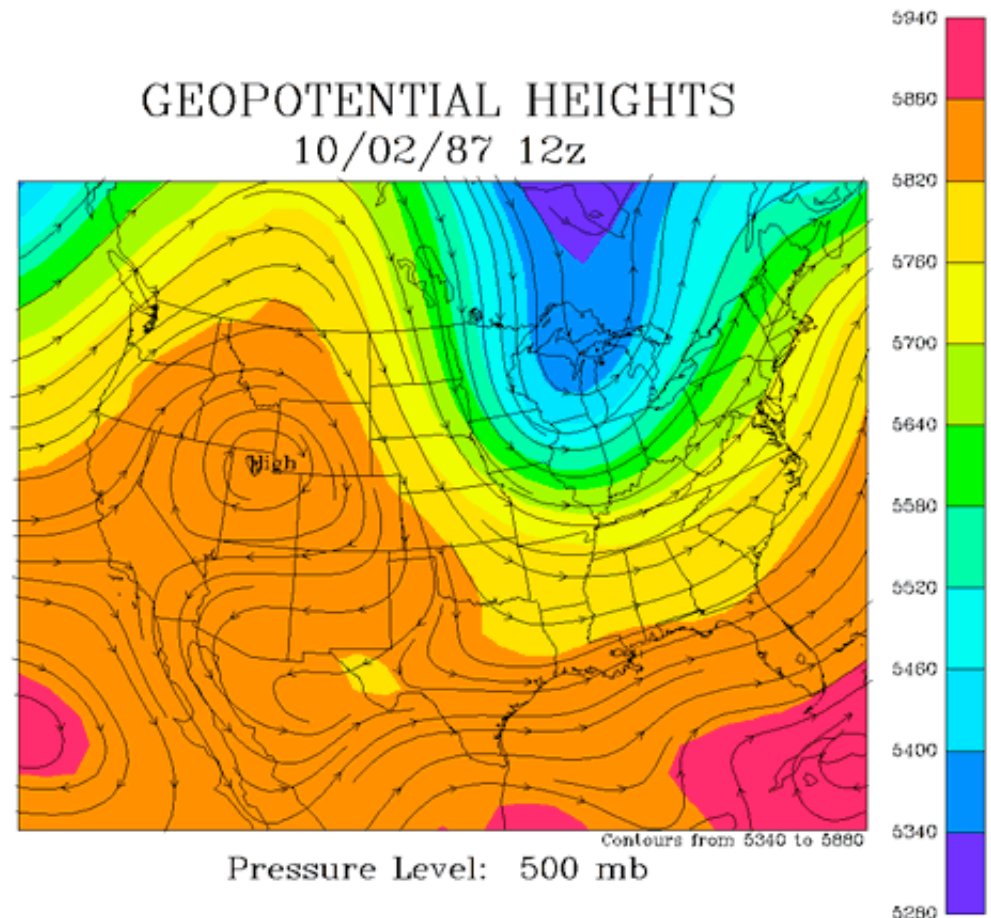 GEOPOTENTIAL HEIGHTS
10/02/87 12z
High
5940
5880
5820
5760
5700
5640
5580
5520
5460
5400
5340
5280
Contours from 5340 to 5880
Pressure Level: 500 mb